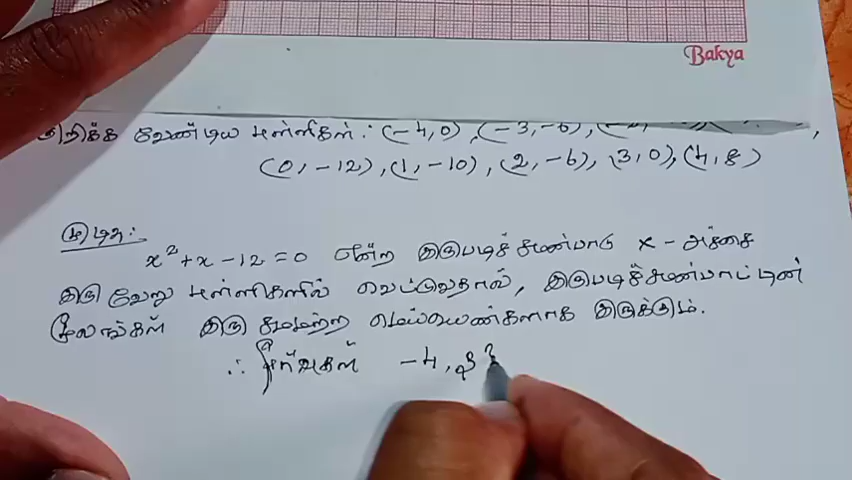 Bakya
குறிக்க வேண்டிய புள்ளிகள் : (-4,0), (-3,-6),
(0,-12), (1,-10), (2,-6), (3,0), (4,8)
முடிவு:
x²+x-12=0 என்ற இருபடிச் சமன்பாடு x-அச்சை
இரு வேறு புள்ளிகளில் வெட்டுவதால், இருபடிச் சமன்பாட்டின்
மூலங்கள் இரு சமமற்ற மெய்யெண்களாக இருக்கும்.
∴ தீர்வுகள் -4, 3